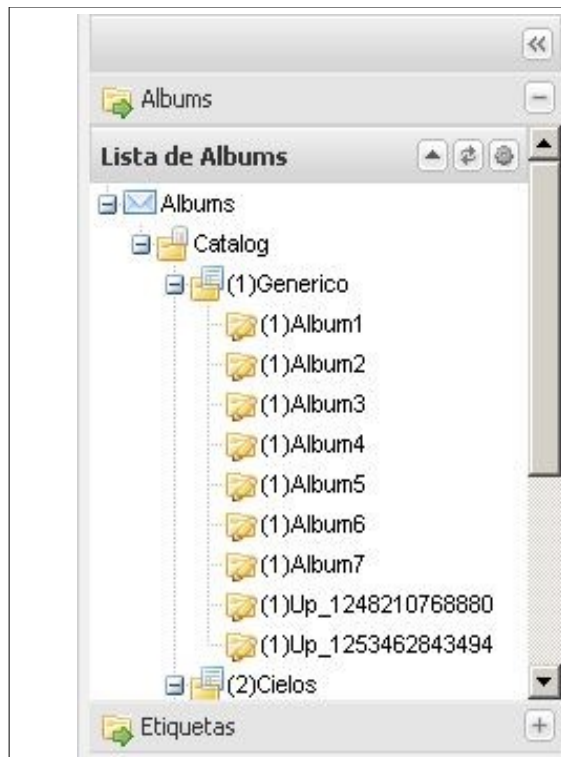 Albums
Lista de Albums
Albums
Catalog
(1)Generico
(1)Album1
(1)Album2
(1)Album3
(1)Album4
(1)Album5
(1)Album6
(1)Album7
(1)Up_1248210768880
(1)Up_1253462843494
(2)Cielos
Etiquetas